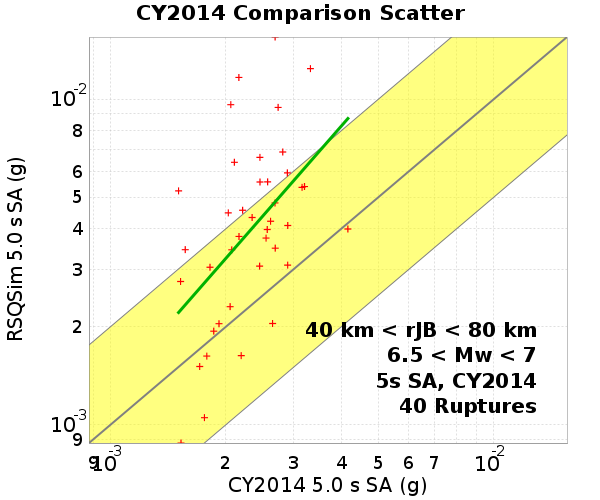 CY2014 Comparison Scatter
RSQSim 5.0 s SA (g)
10⁻²
8
6
5
4
3
2
10⁻³
9
40 km < rJB < 80 km
6.5 < Mw < 7
5s SA, CY2014
40 Ruptures
9 10⁻³ 2 3 4 5 6 7 10⁻²
CY2014 5.0 s SA (g)